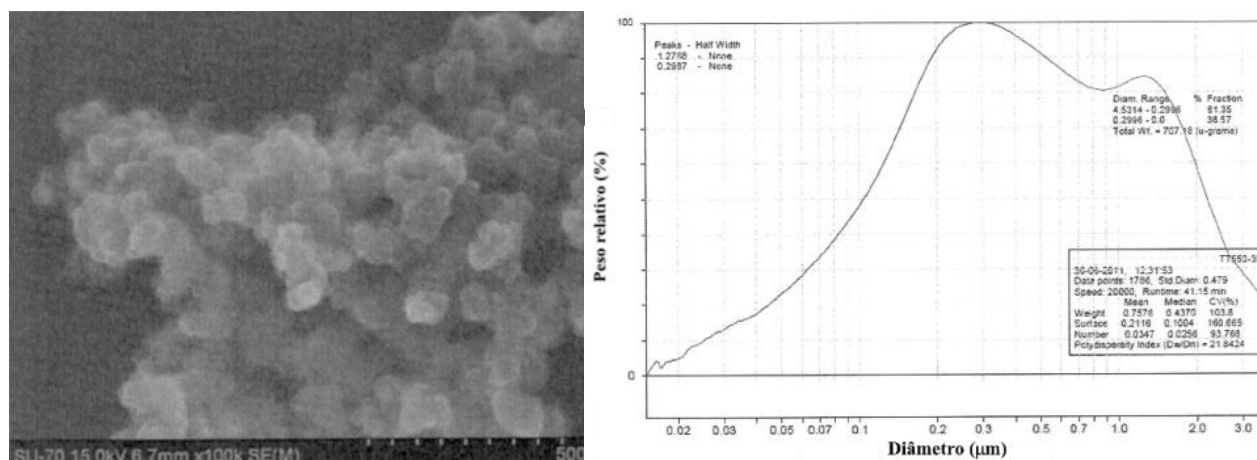 SU-70 15.0kV 6.7mm x100k SE(M)
500
100
Peaks - Half Width
1.2768 - None
0.2987 - None
Diam. Range % Fraction
4.5314 - 0.2996 61.35
0.2996 - 0.0 38.57
Total Wt. = 707.18 (u-grams)
Peso relativo (%)
TT550-3
30-06-2011, 12:31:53
Data points: 1786, Std.Diam: 0.479
Speed: 20000, Runtime: 41.15 min
Mean Median CV(%)
Weight 0.7578 0.4370 103.8
Surface 0.2116 0.1004 160.665
Number 0.0347 0.0256 93.768
Polydispersity Index (Dw/Dn) = 21.8424
0
0.02 0.03 0.05 0.07 0.1 0.2 0.3 0.5 0.7 1.0 2.0 3.0
Diâmetro (µm)